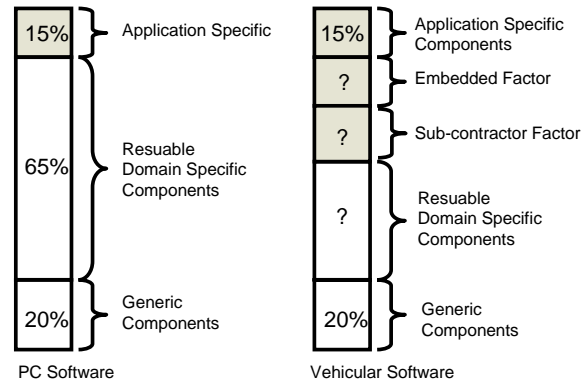 15%
Application Specific
65%
Resuable
Domain Specific
Components
20%
Generic
Components
PC Software
15%
Application Specific
Components
?
Embedded Factor
?
Sub-contractor Factor
?
Resuable
Domain Specific
Components
20%
Generic
Components
Vehicular Software